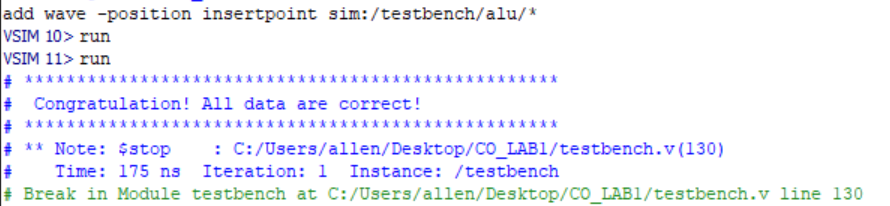 add wave -position insertpoint sim:/testbench/alu/*
VSIM 10> run
VSIM 11> run
# ***************************************************
#  Congratulation! All data are correct!
# ***************************************************
# ** Note: $stop    : C:/Users/allen/Desktop/CO_LAB1/testbench.v(130)
#    Time: 175 ns  Iteration: 1  Instance: /testbench
# Break in Module testbench at C:/Users/allen/Desktop/CO_LAB1/testbench.v line 130